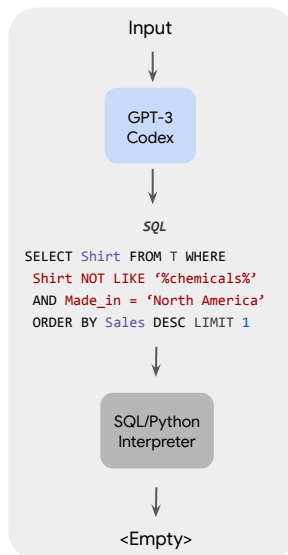 Input
GPT-3
Codex
SQL
SELECT Shirt FROM T WHERE
Shirt NOT LIKE ‘%chemicals%’
AND Made_in = ‘North America’
ORDER BY Sales DESC LIMIT 1
SQL/Python
Interpreter
<Empty>